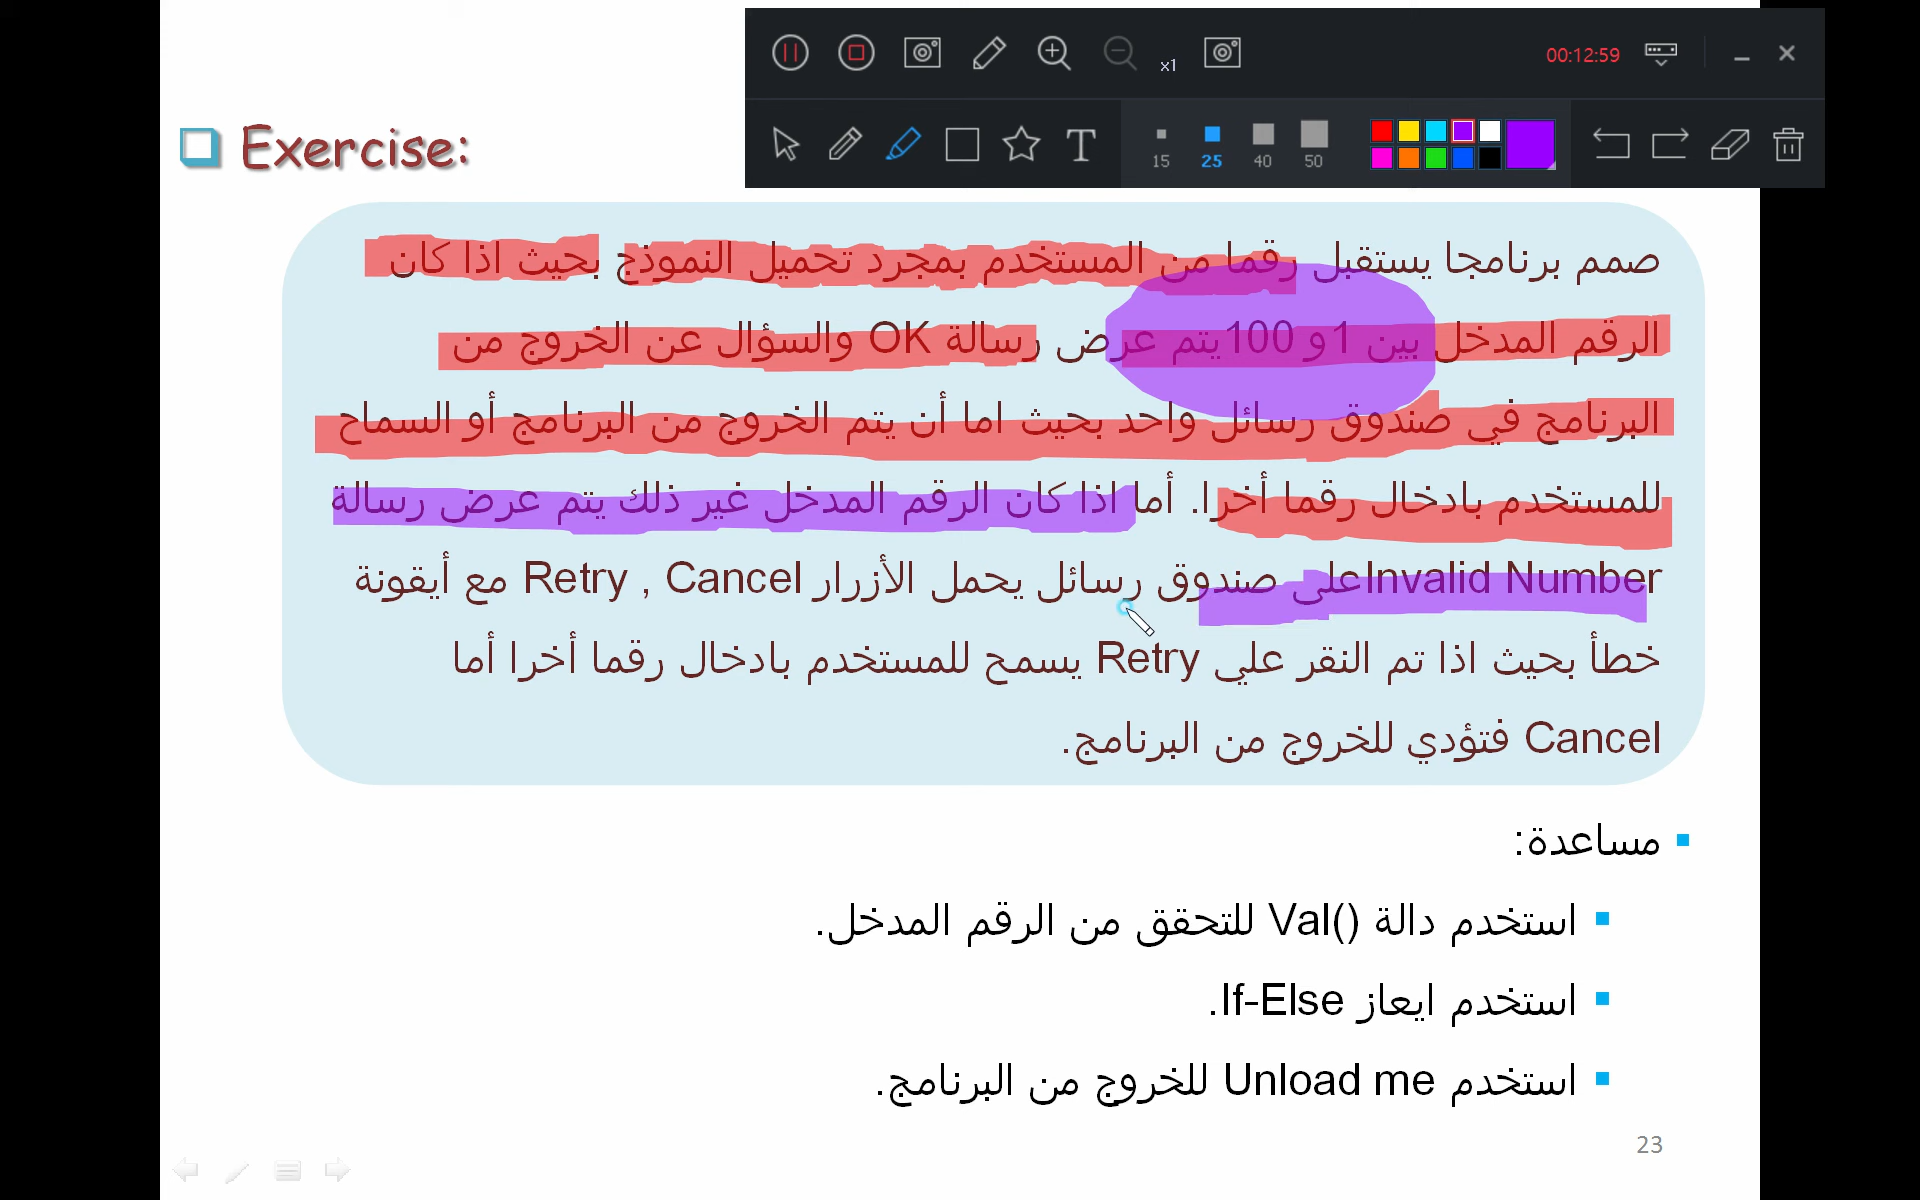 x1
00:12:59
T
15 25 40 50
Exercise:
صمم برنامجا يستقبل رقما من المستخدم بمجرد تحميل النموذج بحيث اذا كان
الرقم المدخل بين 1 و 100 يتم عرض رسالة OK والسؤال عن الخروج من
البرنامج في صندوق رسائل واحد بحيث اما أن يتم الخروج من البرنامج أو السماح
للمستخدم بادخال رقما أخرا. أما اذا كان الرقم المدخل غير ذلك يتم عرض رسالة
Invalid Number على صندوق رسائل يحمل الأزرار Retry , Cancel مع أيقونة
خطأ بحيث اذا تم النقر علي Retry يسمح للمستخدم بادخال رقما أخرا أما
Cancel فتؤدي للخروج من البرنامج.
مساعدة:
استخدم دالة Val() للتحقق من الرقم المدخل.
استخدم ايعاز If-Else.
استخدم Unload me للخروج من البرنامج.
23